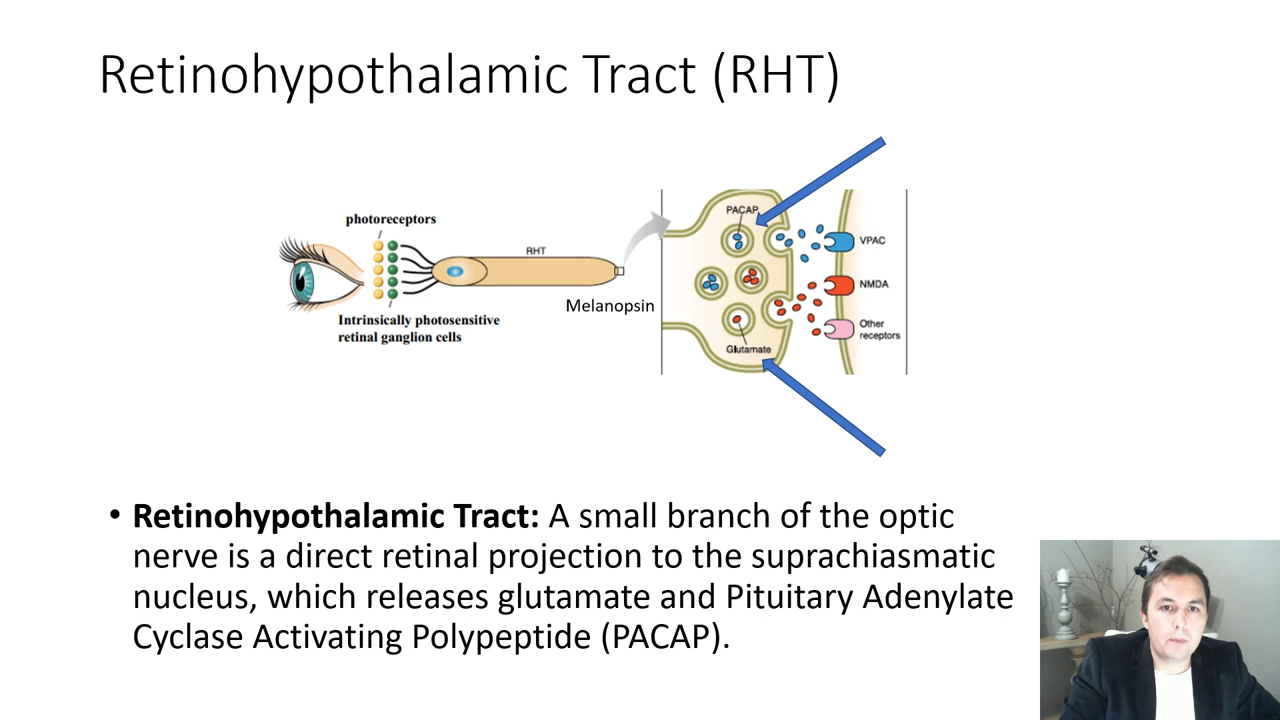 Retinohypothalamic Tract (RHT)
photoreceptors
RHT
Melanopsin
Intrinsically photosensitive
retinal ganglion cells
PACAP
VPAC
NMDA
Other
receptors
Glutamate
• Retinohypothalamic Tract: A small branch of the optic
nerve is a direct retinal projection to the suprachiasmatic
nucleus, which releases glutamate and Pituitary Adenylate
Cyclase Activating Polypeptide (PACAP).